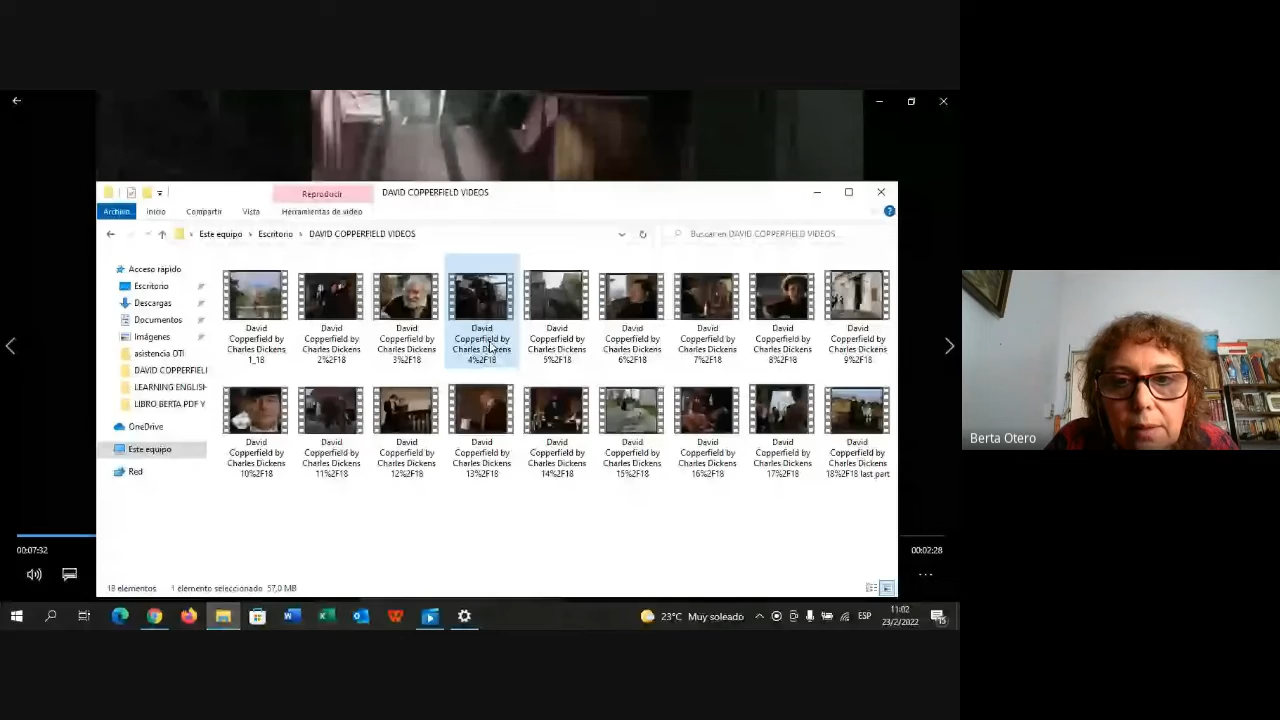 DAVID COPPERFIELD VIDEOS
Reproducir
Archivo
Inicio
Compartir
Vista
Herramientas de vídeo
Este equipo > Escritorio > DAVID COPPERFIELD VIDEOS
Buscar en DAVID COPPERFIELD VIDEOS
Acceso rápido
Escritorio
Descargas
Documentos
Imágenes
asistencia OTI
DAVID COPPERFIEL
LEARNING ENGLISH
LIBRO BERTA PDF Y
OneDrive
Este equipo
Red
David
Copperfield by
Charles Dickens
1_18
David
Copperfield by
Charles Dickens
2%2F18
David
Copperfield by
Charles Dickens
3%2F18
David
Copperfield by
Charles Dickens
4%2F18
David
Copperfield by
Charles Dickens
5%2F18
David
Copperfield by
Charles Dickens
6%2F18
David
Copperfield by
Charles Dickens
7%2F18
David
Copperfield by
Charles Dickens
8%2F18
David
Copperfield by
Charles Dickens
9%2F18
David
Copperfield by
Charles Dickens
10%2F18
David
Copperfield by
Charles Dickens
11%2F18
David
Copperfield by
Charles Dickens
12%2F18
David
Copperfield by
Charles Dickens
13%2F18
David
Copperfield by
Charles Dickens
14%2F18
David
Copperfield by
Charles Dickens
15%2F18
David
Copperfield by
Charles Dickens
16%2F18
David
Copperfield by
Charles Dickens
17%2F18
David
Copperfield by
Charles Dickens
18%2F18 last part
18 elementos
1 elemento seleccionado 57,0 MB
00:07:32
00:02:28
23°C Muy soleado
ESP
11:02
23/2/2022
15
Berta Otero